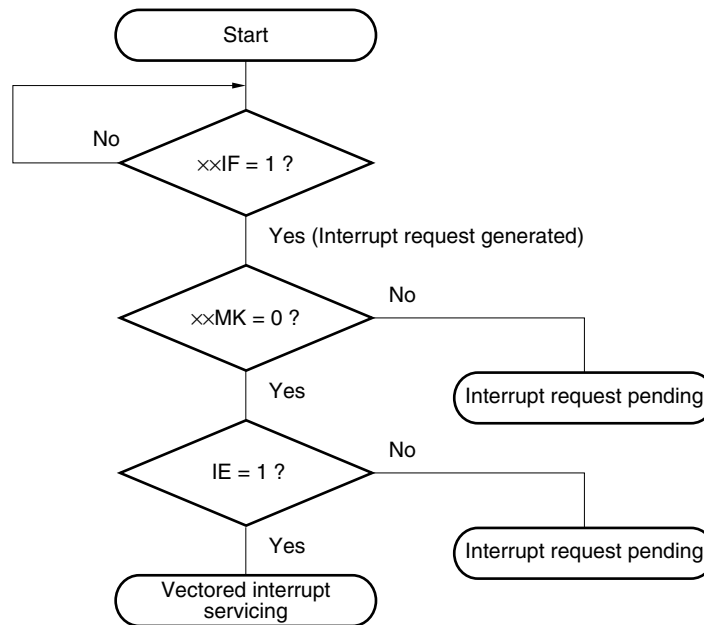 Start
No
××IF = 1 ?
Yes (Interrupt request generated)
××MK = 0 ?
No
Interrupt request pending
Yes
IE = 1 ?
No
Interrupt request pending
Yes
Vectored interrupt
servicing